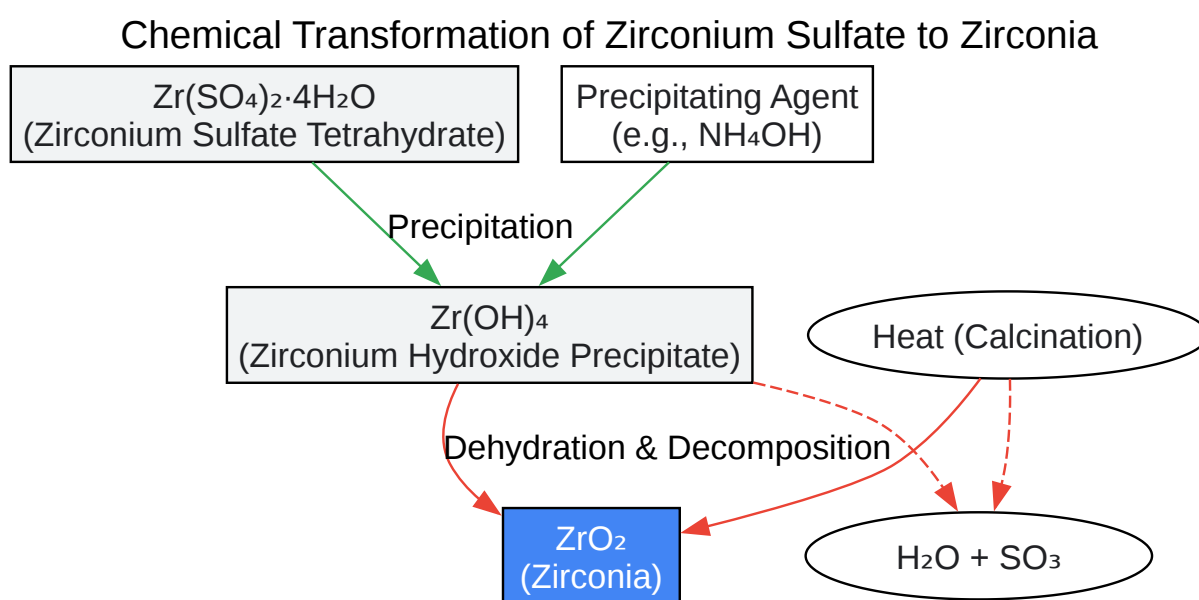 Chemical Transformation of Zirconium Sulfate to Zirconia
Zr(SO₄)₂·4H₂O
(Zirconium Sulfate Tetrahydrate)
Precipitating Agent
(e.g., NH₄OH)
Precipitation
Zr(OH)₄
(Zirconium Hydroxide Precipitate)
Heat (Calcination)
Dehydration & Decomposition
ZrO₂
(Zirconia)
H₂O + SO₃